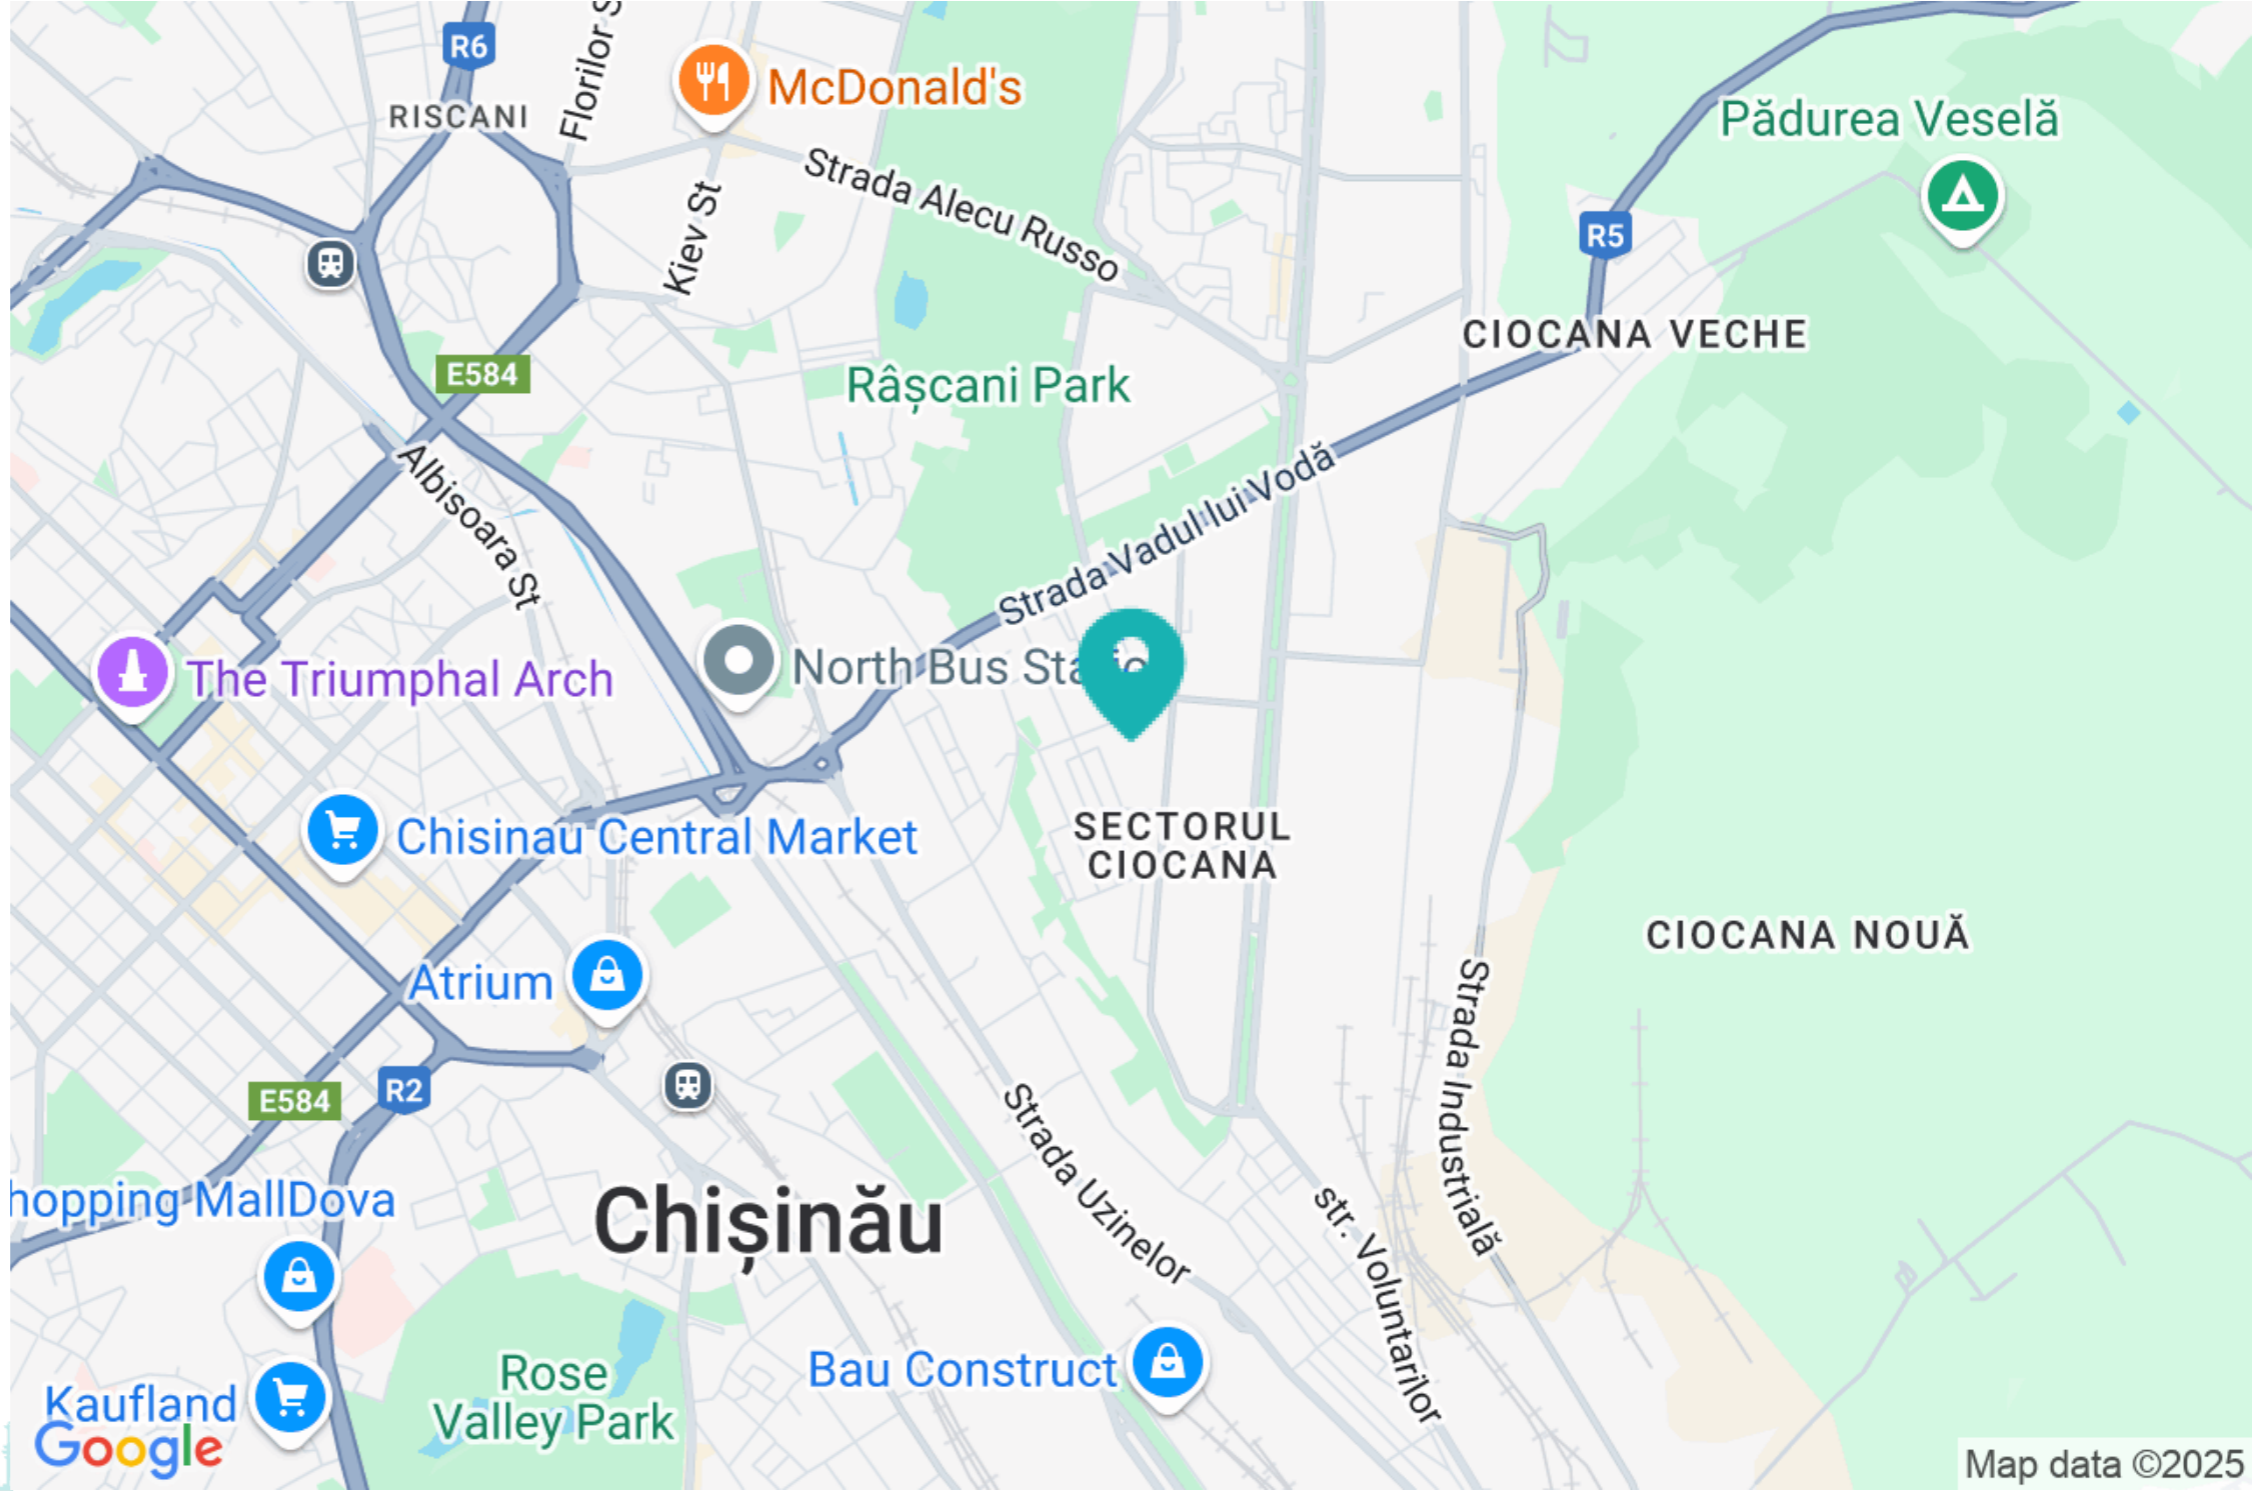 R6
Florilor S
McDonald's
RISCANI
Pădurea Veselă
Strada Alecu Russo
Kiev St
R5
CIOCANA VECHE
E584
Râșcani Park
Strada Vadul lui Vodă
Albisoara St
North Bus
The Triumphal Arch
Chisinau Central Market
SECTORUL
CIOCANA
CIOCANA NOUĂ
Atrium
Strada Industrială
E584
R2
Strada Uzinelor
hopping MallDova
Chișinău
str. Voluntarilor
Rose
Valley Park
Bau Construct
Kaufland
Google
Map data ©2025